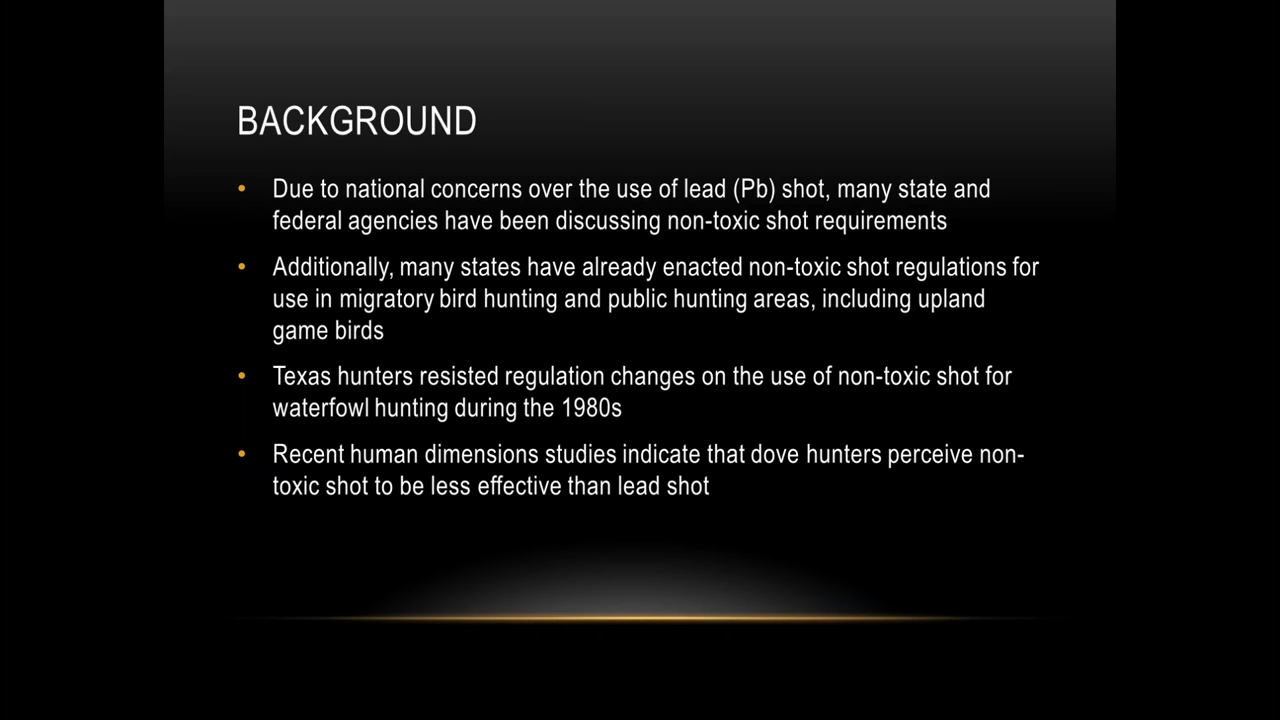 BACKGROUND
• Due to national concerns over the use of lead (Pb) shot, many state and
federal agencies have been discussing non-toxic shot requirements
• Additionally, many states have already enacted non-toxic shot regulations for
use in migratory bird hunting and public hunting areas, including upland
game birds
• Texas hunters resisted regulation changes on the use of non-toxic shot for
waterfowl hunting during the 1980s
• Recent human dimensions studies indicate that dove hunters perceive non-
toxic shot to be less effective than lead shot